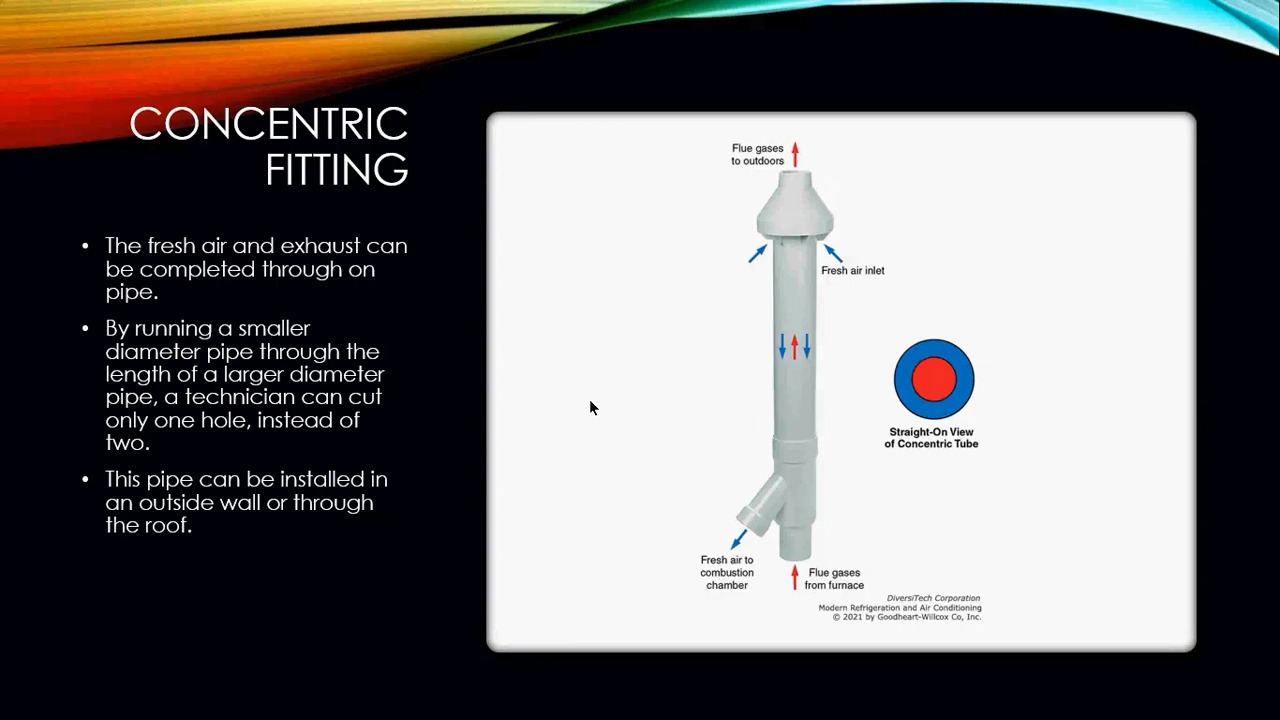 CONCENTRIC
FITTING
• The fresh air and exhaust can
be completed through on
pipe.
• By running a smaller
diameter pipe through the
length of a larger diameter
pipe, a technician can cut
only one hole, instead of
two.
• This pipe can be installed in
an outside wall or through
the roof.
Flue gases
to outdoors
Fresh air inlet
Straight-On View
of Concentric Tube
Fresh air to
combustion
chamber
Flue gases
from furnace
DiversiTech Corporation
Modern Refrigeration and Air Conditioning
© 2021 by Goodheart-Willcox Co, Inc.